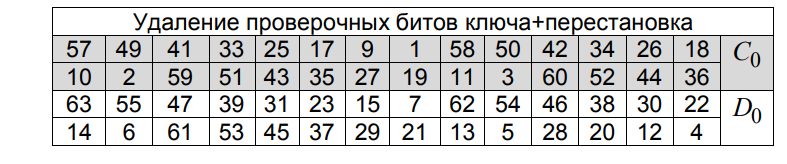 Удаление проверочных битов ключа+перестановка
57 49 41 33 25 17 9 1 58 50 42 34 26 18 C0
10 2 59 51 43 35 27 19 11 3 60 52 44 36
63 55 47 39 31 23 15 7 62 54 46 38 30 22 D0
14 6 61 53 45 37 29 21 13 5 28 20 12 4